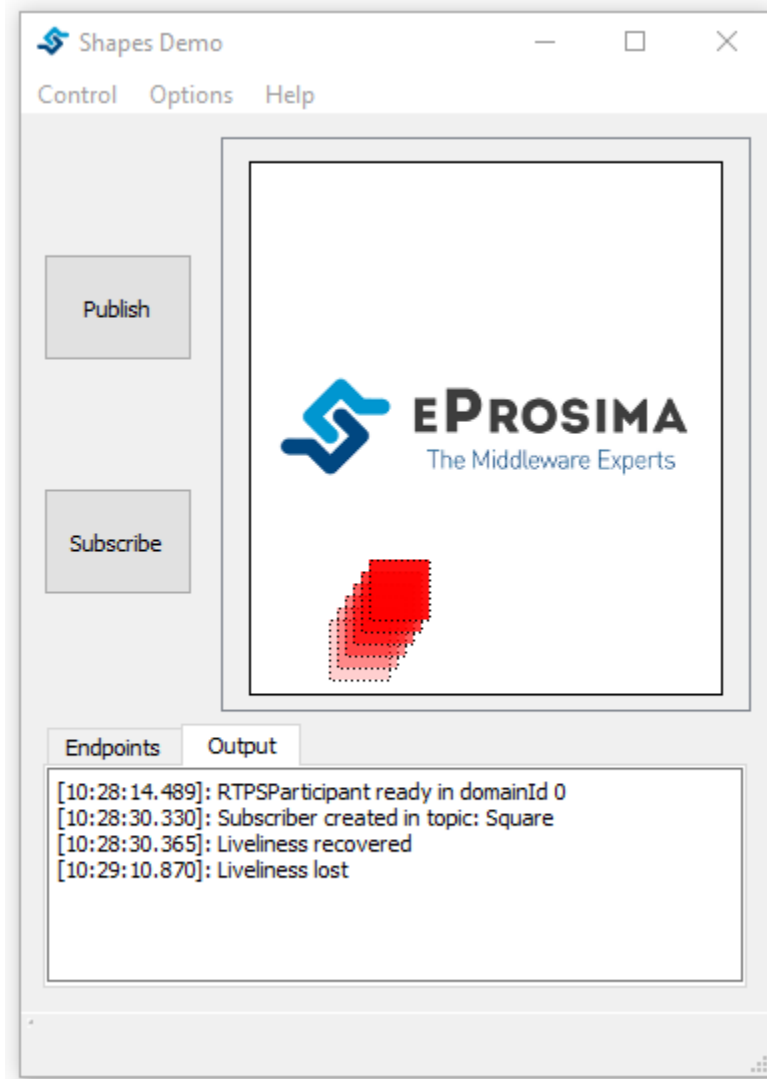 Shapes Demo
Control Options Help
Publish
EPROSIMA
The Middleware Experts
Subscribe
Endpoints Output
[10:28:14.489]: RTPSParticipant ready in domainId 0
[10:28:30.330]: Subscriber created in topic: Square
[10:28:30.365]: Liveliness recovered
[10:29:10.870]: Liveliness lost